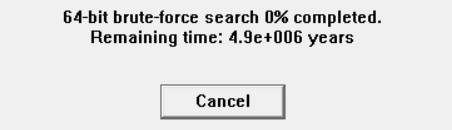 64-bit brute-force search 0% completed.
Remaining time: 4.9e+006 years
Cancel